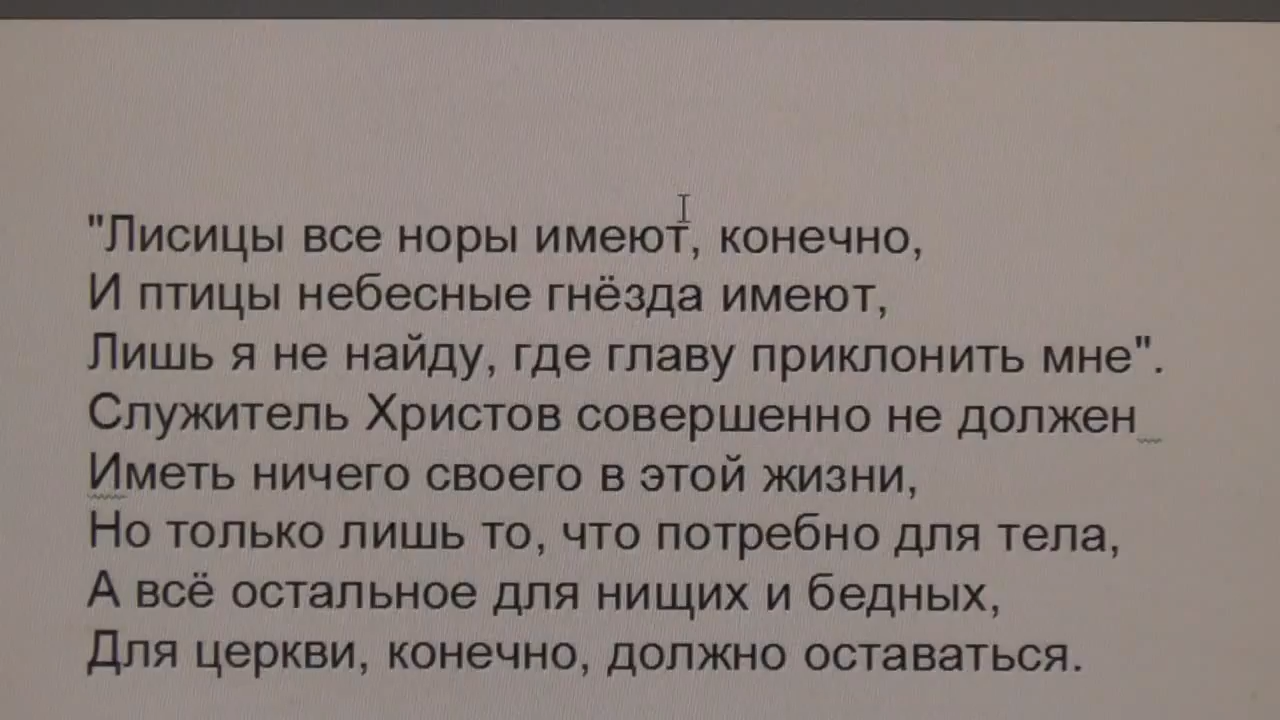 "Лисицы все норы имеют, конечно,
И птицы небесные гнёзда имеют,
Лишь я не найду, где главу приклонить мне".
Служитель Христов совершенно не должен
Иметь ничего своего в этой жизни,
Но только лишь то, что потребно для тела,
А всё остальное для нищих и бедных,
Для церкви, конечно, должно оставаться.